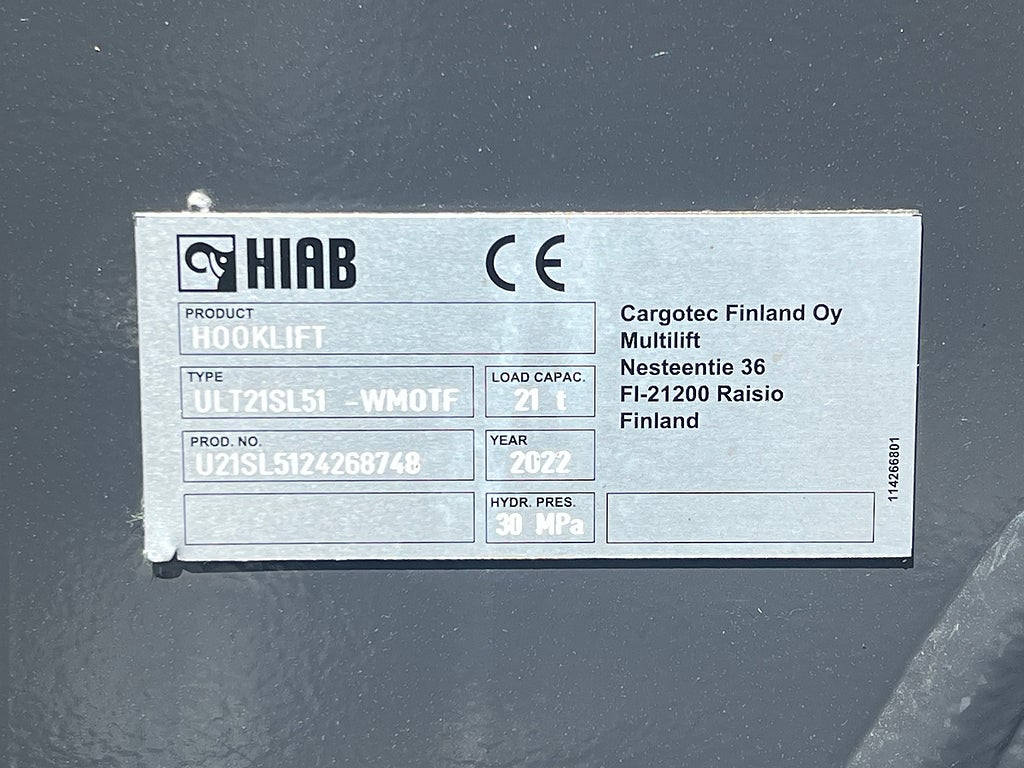 HIAB CE
PRODUCT
HOOKLIFT
TYPE
ULT21SL51 -WMOTF
LOAD CAPAC.
21 t
PROD. NO.
U21SL5124268748
YEAR
2022
HYDR. PRES.
30 MPa
Cargotec Finland Oy
Multilift
Nesteentie 36
FI-21200 Raisio
Finland
114266801